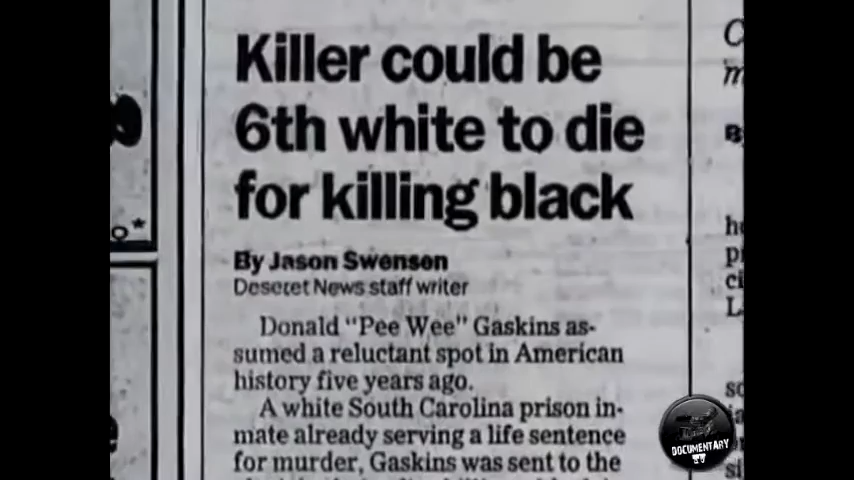 Killer could be
6th white to die
for killing black
By Jason Swensen
Deseret News staff writer
Donald "Pee Wee" Gaskins as-
sumed a reluctant spot in American
history five years ago.
A white South Carolina prison in-
mate already serving a life sentence
for murder, Gaskins was sent to the
DOCUMENTARY
TV